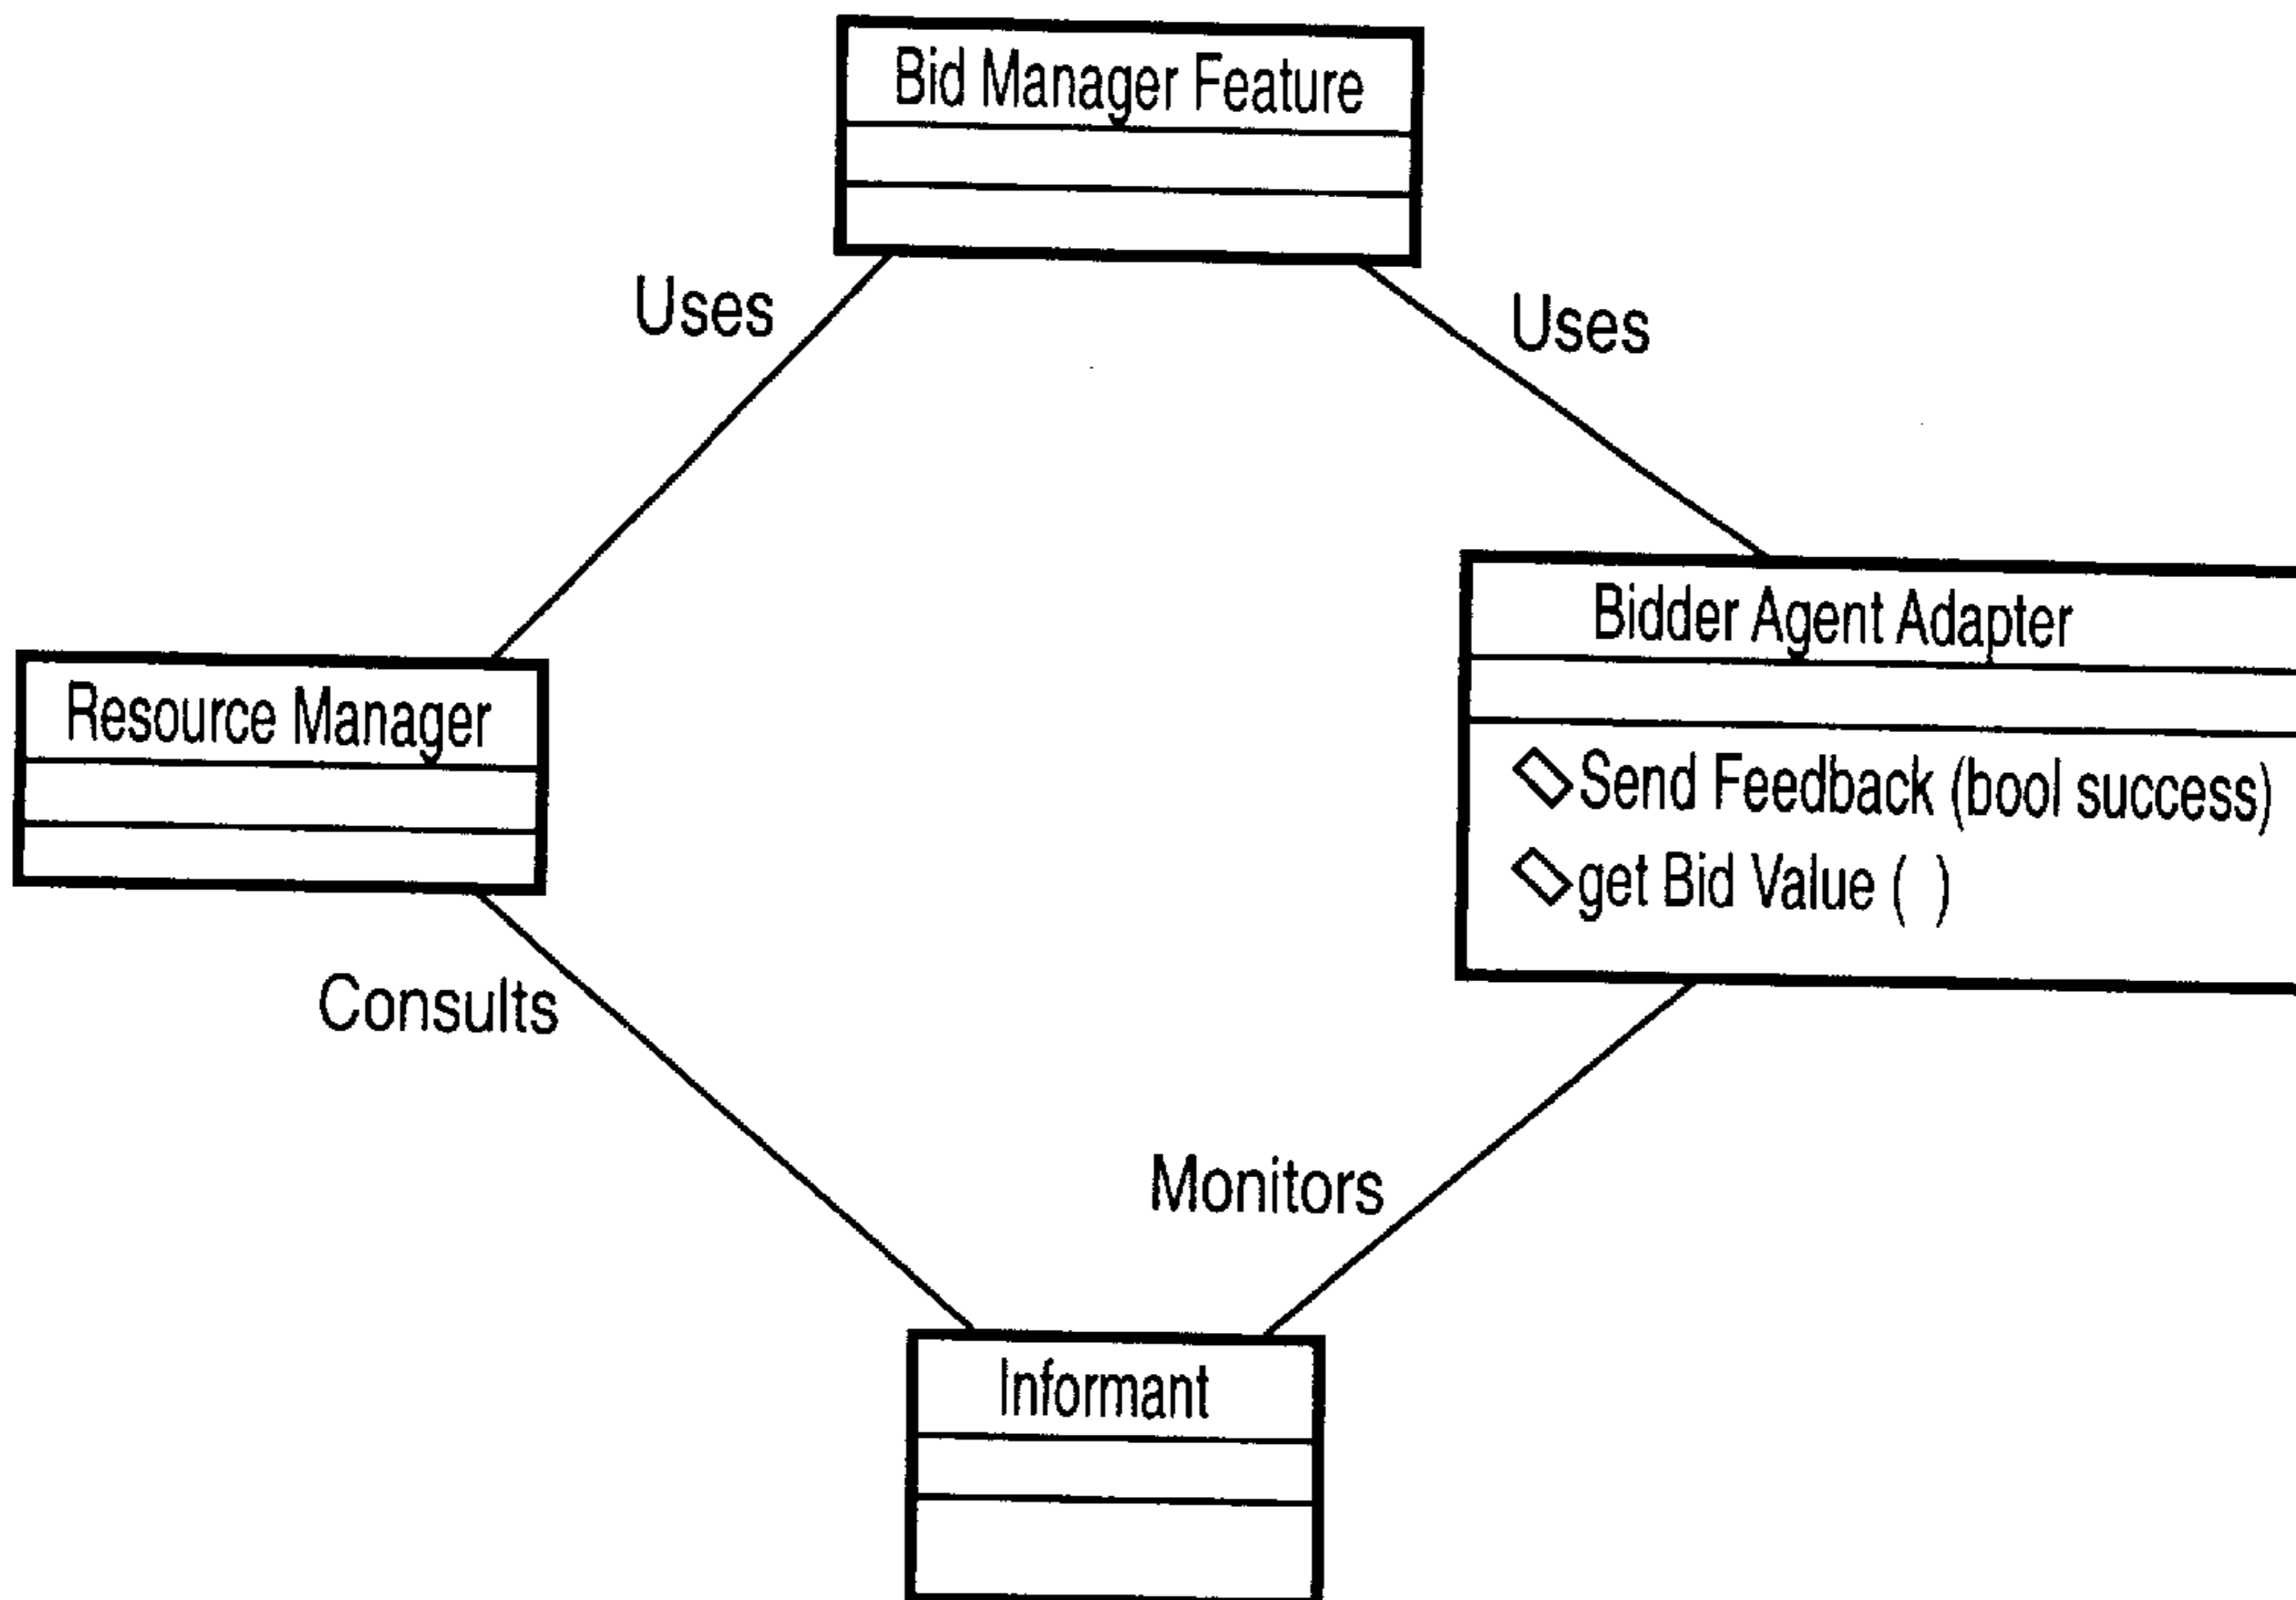 Bid Manager Feature
Uses
Uses
Bidder Agent Adapter
Resource Manager
Send Feedback (bool success)
get Bid Value ( )
Consults
Monitors
Informant